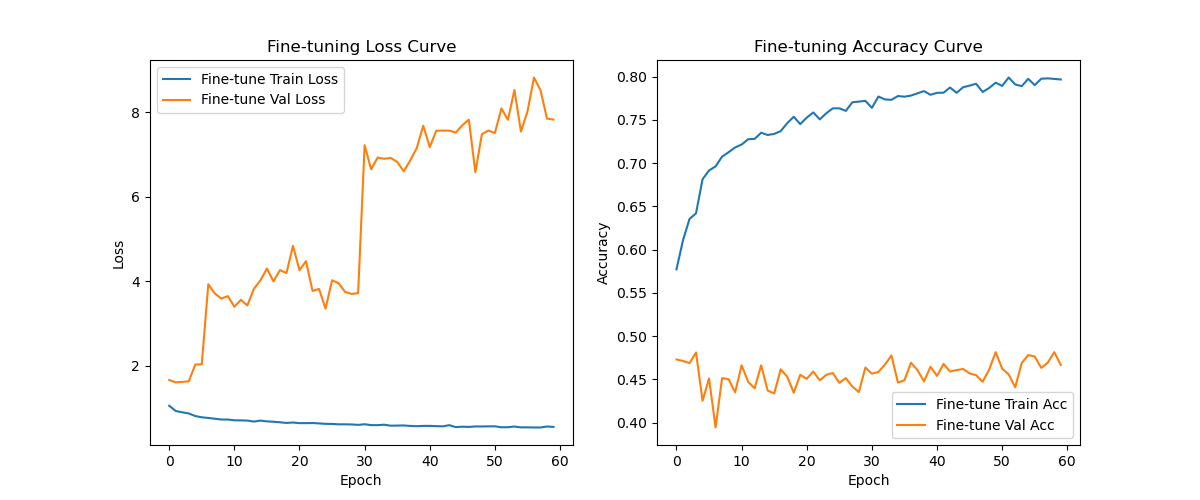 Fine-tuning Loss Curve
Fine-tune Train Loss
Fine-tune Val Loss
8
6
4
2
Loss
0 10 20 30 40 50 60
Epoch
Fine-tuning Accuracy Curve
0.80
0.75
0.70
0.65
0.60
0.55
0.50
0.45
0.40
Accuracy
Fine-tune Train Acc
Fine-tune Val Acc
0 10 20 30 40 50 60
Epoch